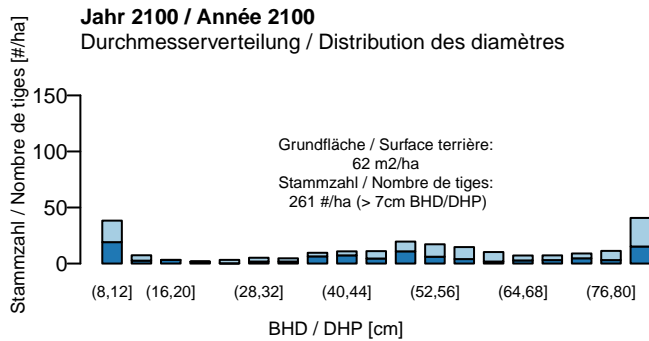 Jahr 2100 / Année 2100
Durchmesserverteilung / Distribution des diamètres
Stammzahl / Nombre de tiges [#/ha]
150
100
50
0
Grundfläche / Surface terrière:
62 m2/ha
Stammzahl / Nombre de tiges:
261 #/ha (> 7cm BHD/DHP)
(8,12] (16,20] (28,32] (40,44] (52,56] (64,68] (76,80]
BHD / DHP [cm]